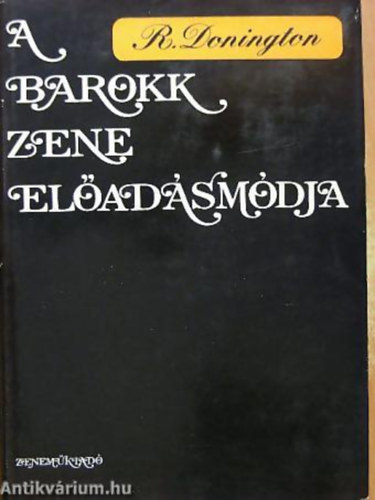 R. Donington
A
BAROKK
ZENE
ELŐADÁSMÓDJA
ZENEMŰKIADÓ
Antikvárium.hu